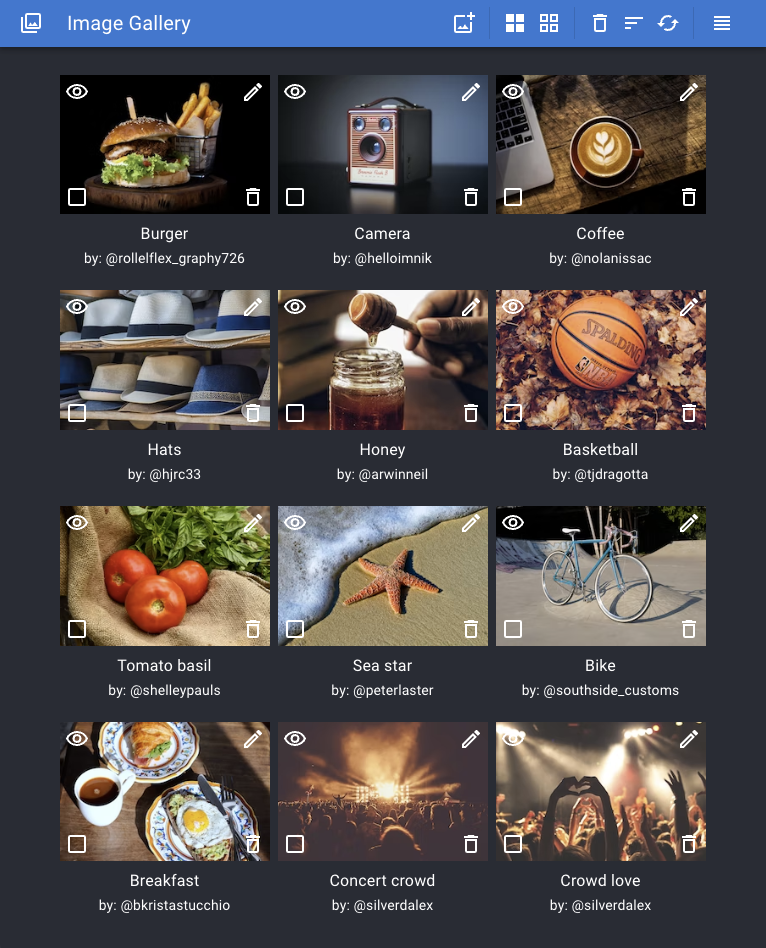 Image Gallery
Burger
by: @rollelflex_graphy726
Camera
by: @helloimnik
Coffee
by: @nolanissac
Hats
by: @hjrc33
Honey
by: @arwinneil
SPALDING
NBA
Basketball
by: @tjdragotta
Tomato basil
by: @shelleypauls
Sea star
by: @peterlaster
Bike
by: @southside_customs
Breakfast
by: @bkristastucchio
Concert crowd
by: @silverdalex
Crowd love
by: @silverdalex